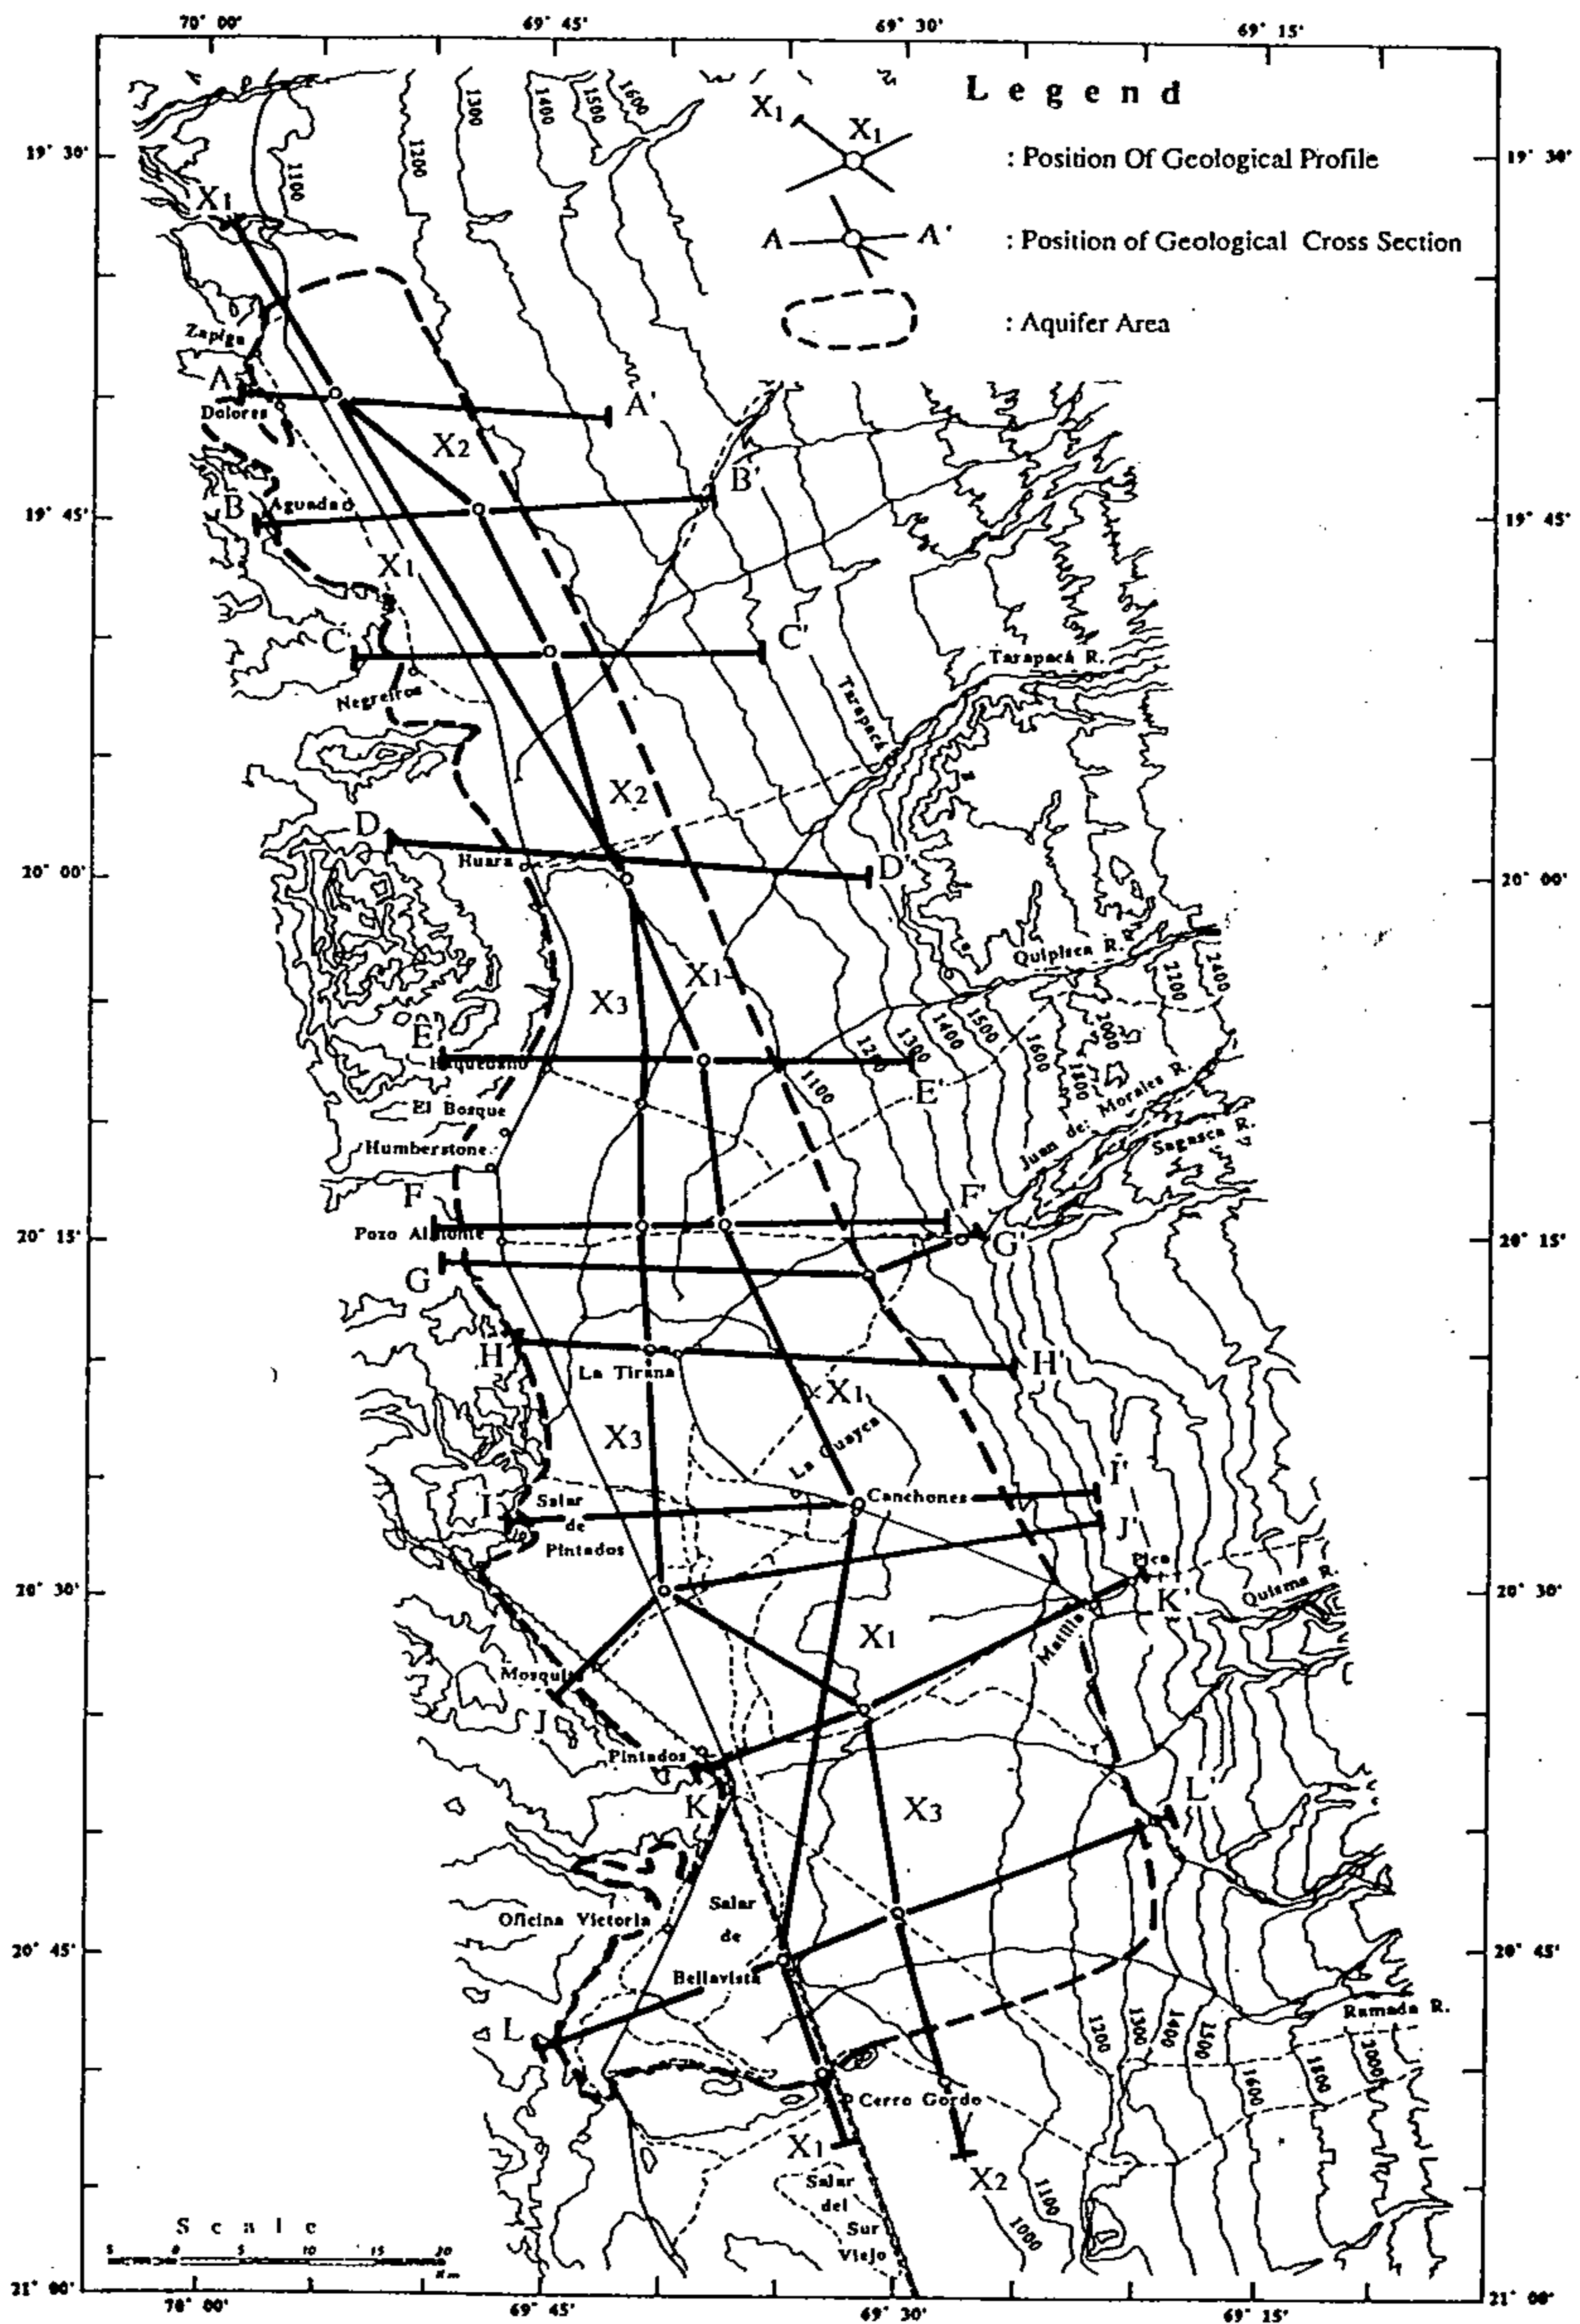 70° 00'
69° 45'
69° 30'
69° 15'
Legend
X1
X1
: Position Of Geological Profile
A
A'
: Position of Geological Cross Section
: Aquifer Area
1300
1400
1500
1600
1200
1100
19° 30'
19° 30'
X1
Zapiga
A
A'
Dolores
X2
B
B'
Aguada
19° 45'
19° 45'
X1
C
C'
Tarapacá R.
Negreiros
Tarapacá
X2
D
D'
Huara
20° 00'
20° 00'
Quipisca R.
2200
2400
X1
X3
E
E'
1200
1300
1400
1500
1600
1800
2000
1100
El Bosque
Juan de Morales R.
Sagasca R.
Humberstone
F
F'
Pozo Almonte
20° 15'
20° 15'
G
G'
H
H'
La Tirana
X1
X3
La Huayca
I
I'
Canchones
Salar
de
Pintados
J'
Pica
20° 30'
20° 30'
K'
Quisma R.
Matilla
X1
J
Pintados
K
X3
L'
Oficina Victoria
Salar
de
Bellavista
20° 45'
20° 45'
L
Ramada R.
1200
1300
1400
1500
1600
1800
2000
Cerro Gordo
X1
X2
Salar
del
Sur
Viejo
1100
1000
Scale
5 0 5 10 15 20
Km
21° 00'
21° 00'
70° 00'
69° 45'
69° 30'
69° 15'